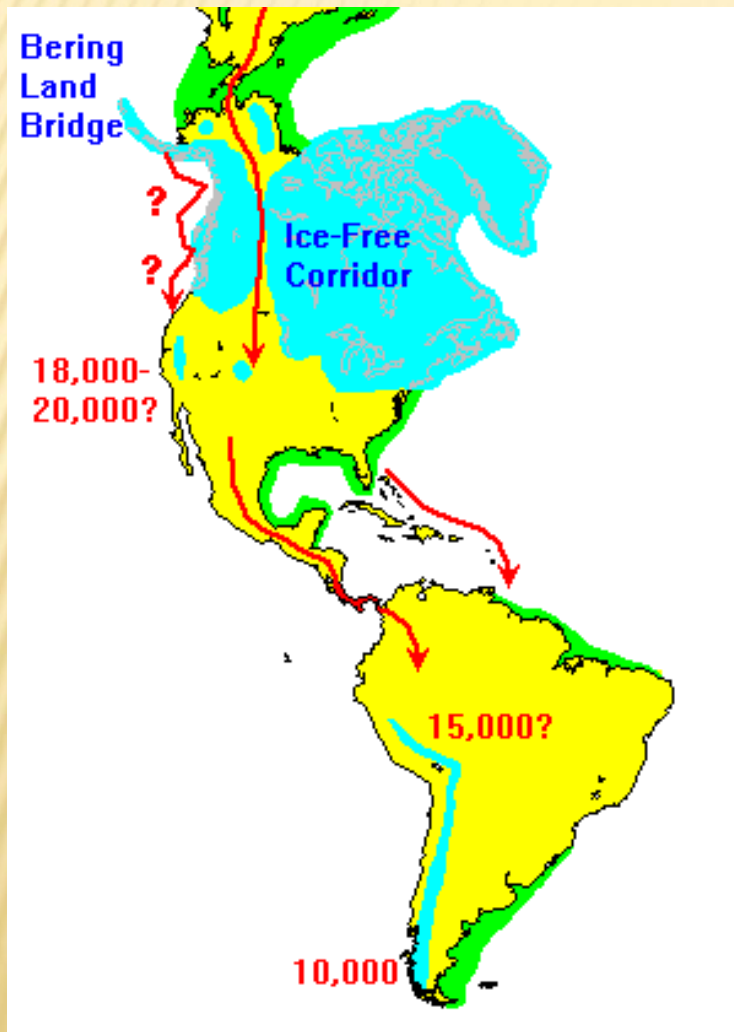 Bering
Land
Bridge
?
?
Ice-Free
Corridor
18,000-
20,000?
15,000?
10,000